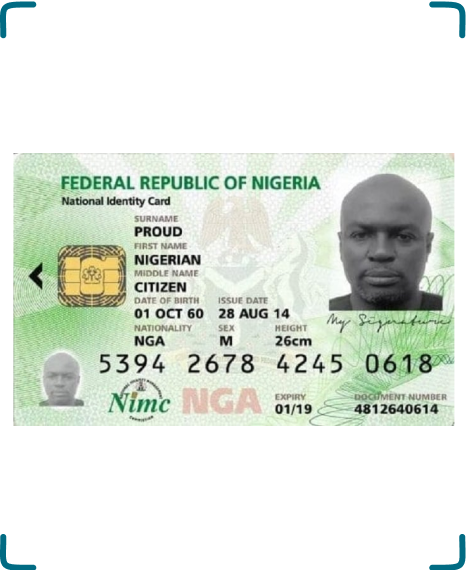 FEDERAL REPUBLIC OF NIGERIA
National Identity Card
SURNAME
PROUD
FIRST NAME
NIGERIAN
MIDDLE NAME
CITIZEN
DATE OF BIRTH ISSUE DATE
01 OCT 60 28 AUG 14
NATIONALITY SEX HEIGHT
NGA M 26cm
My Signature
5394 2678 4245 0618
Nimc
NGA
EXPIRY DOCUMENT NUMBER
01/19 4812640614